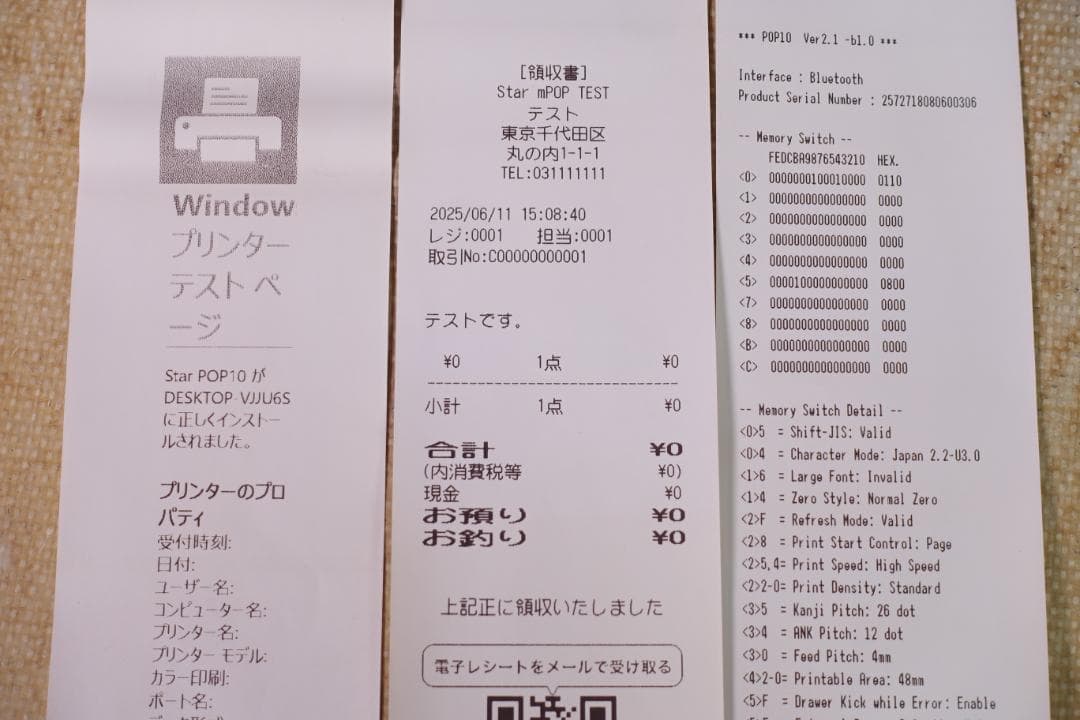 Window
プリンター
テスト ペ
ージ
Star POP10 が
DESKTOP-VJJU6S
に正しくインストー
ルされました。
プリンターのプロ
パティ
受付時刻:
日付:
ユーザー名:
コンピューター名:
プリンター名:
プリンター モデル:
カラー印刷:
ポート名:
[領収書]
Star mPOP TEST
テスト
東京千代田区
丸の内1-1-1
TEL:031111111
2025/06/11 15:08:40
レジ:0001 担当:0001
取引No:C00000000001
テストです。
¥0 1点 ¥0
--------------------------------
小計 1点 ¥0
合計 ¥0
(内消費税等 ¥0)
現金 ¥0
お預り ¥0
お釣り ¥0
上記正に領収いたしました
電子レシートをメールで受け取る
*** POP10 Ver2.1 -b1.0 ***
Interface : Bluetooth
Product Serial Number : 2572718080600306
-- Memory Switch --
FEDCBA9876543210 HEX.
<0> 0000000100010000 0110
<1> 0000000000000000 0000
<2> 0000000000000000 0000
<3> 0000000000000000 0000
<4> 0000000000000000 0000
<5> 0000100000000000 0800
<7> 0000000000000000 0000
<8> 0000000000000000 0000
<B> 0000000000000000 0000
<C> 0000000000000000 0000
-- Memory Switch Detail --
<0>5 = Shift-JIS: Valid
<0>4 = Character Mode: Japan 2.2-U3.0
<1>6 = Large Font: Invalid
<1>4 = Zero Style: Normal Zero
<2>F = Refresh Mode: Valid
<2>8 = Print Start Control: Page
<2>5,4= Print Speed: High Speed
<2>2-0= Print Density: Standard
<3>5 = Kanji Pitch: 26 dot
<3>4 = ANK Pitch: 12 dot
<3>0 = Feed Pitch: 4mm
<4>2-0= Printable Area: 48mm
<5>F = Drawer Kick while Error: Enable